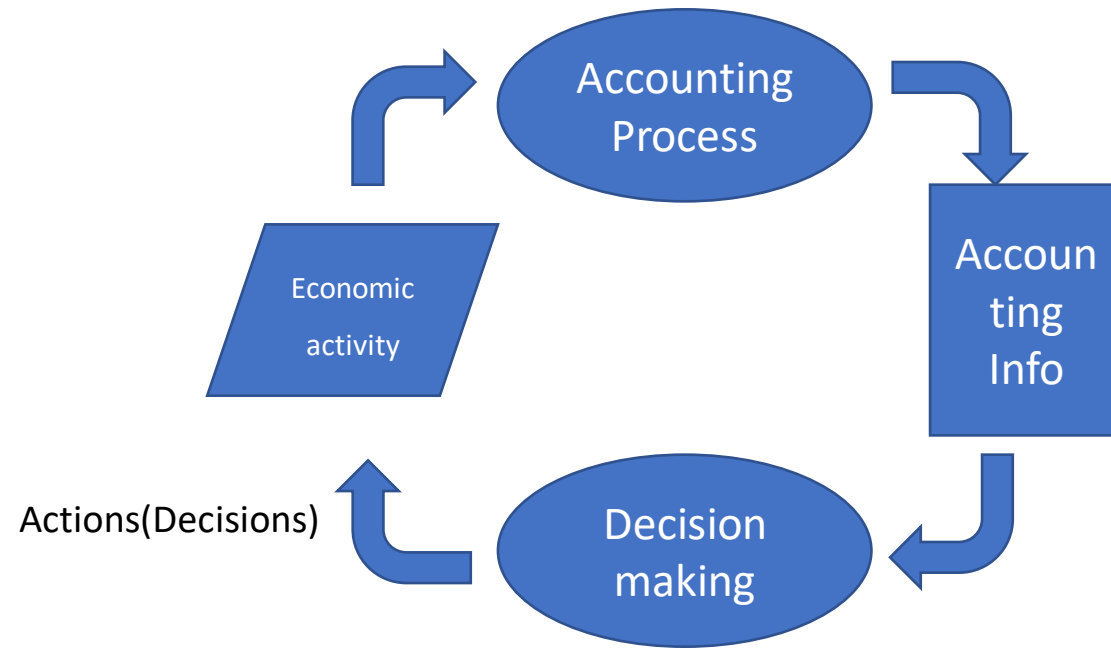 Accounting
Process
Accoun
ting
Info
Economic
activity
Actions(Decisions)
Decision
making